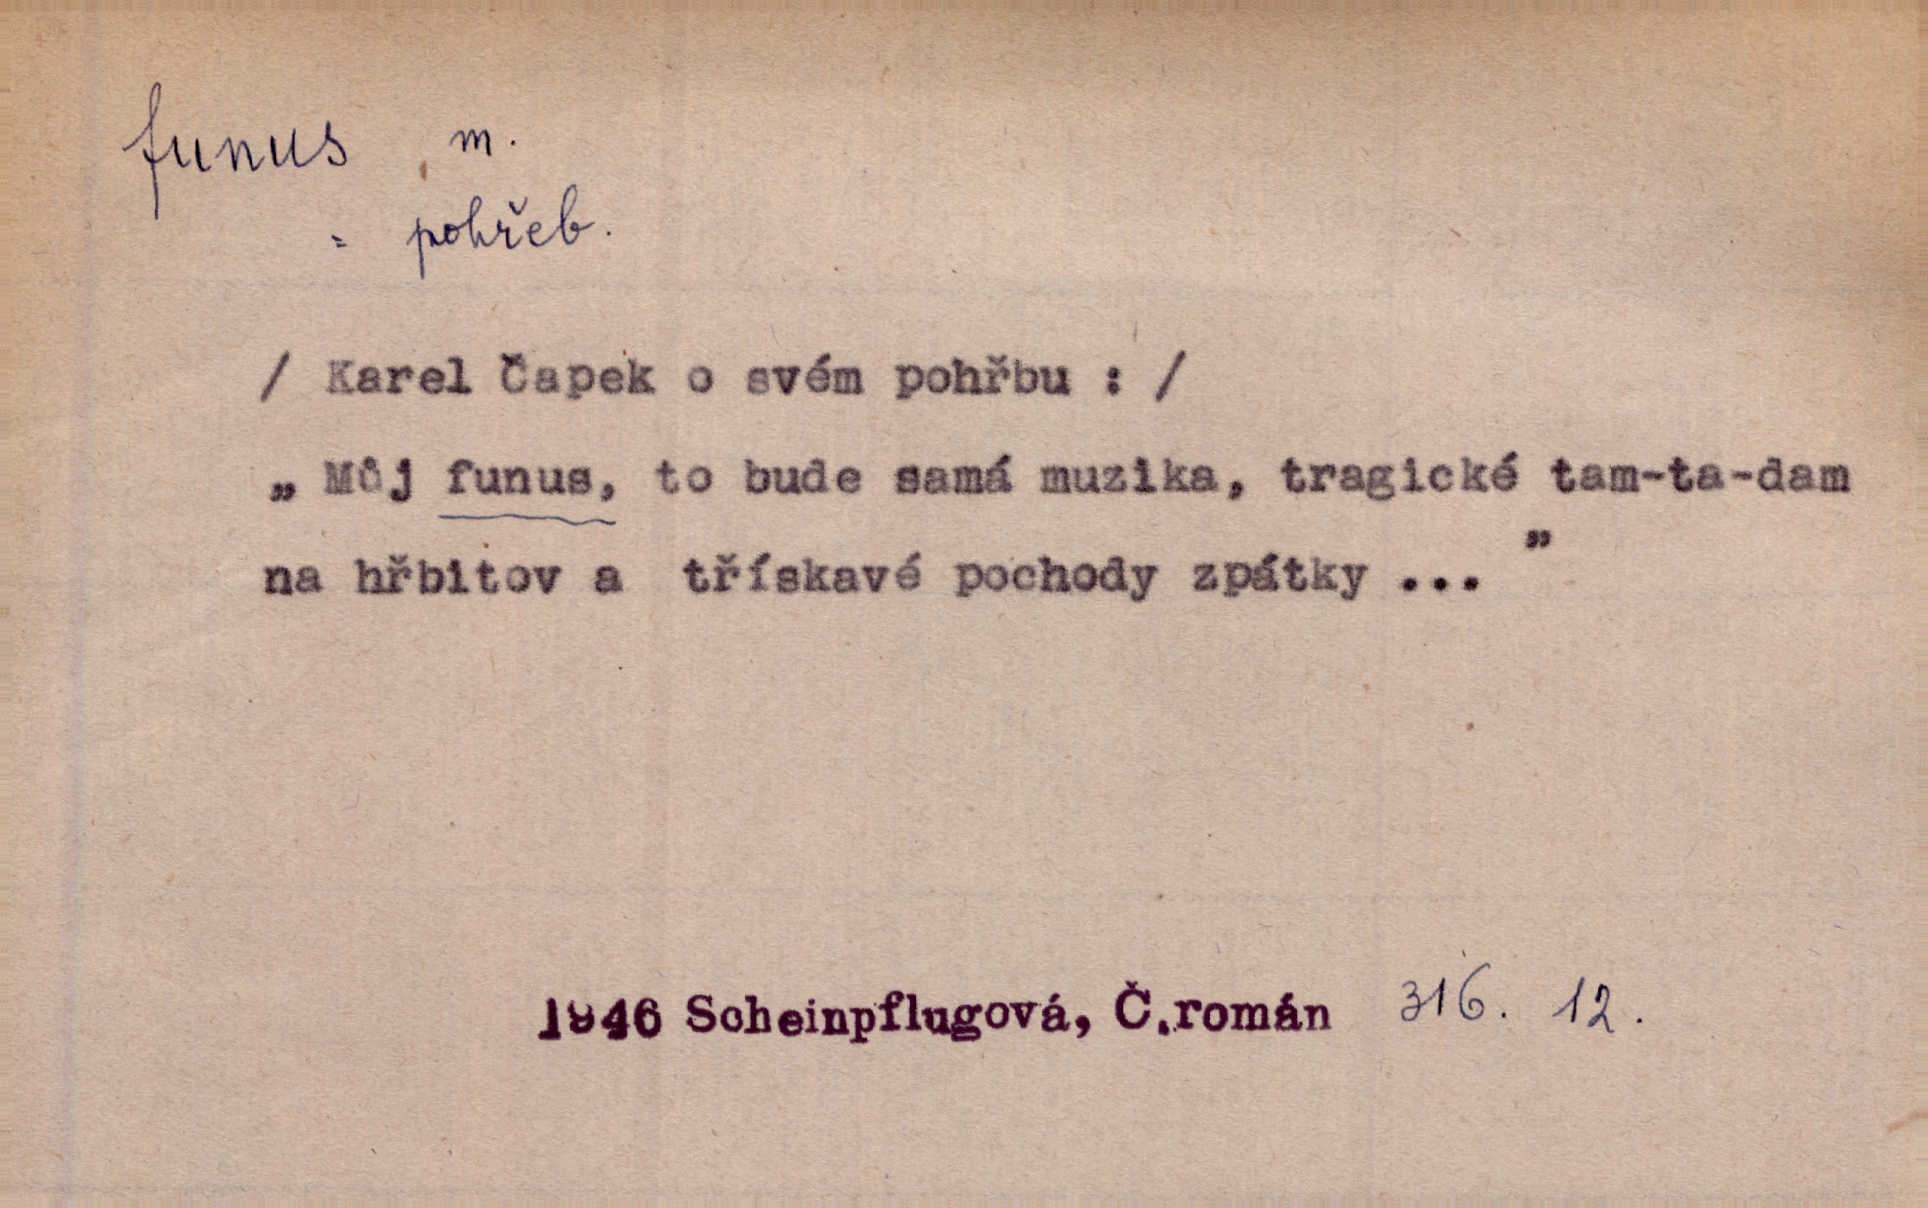 funus m.
= pohřeb.
/ Karel Čapek o svém pohřbu : /
„ Můj funus, to bude samá muzika, tragické tam-ta-dam
na hřbitov a třískavé pochody zpátky ... "
1946 Scheinpflugová, Č.román 316. 12.